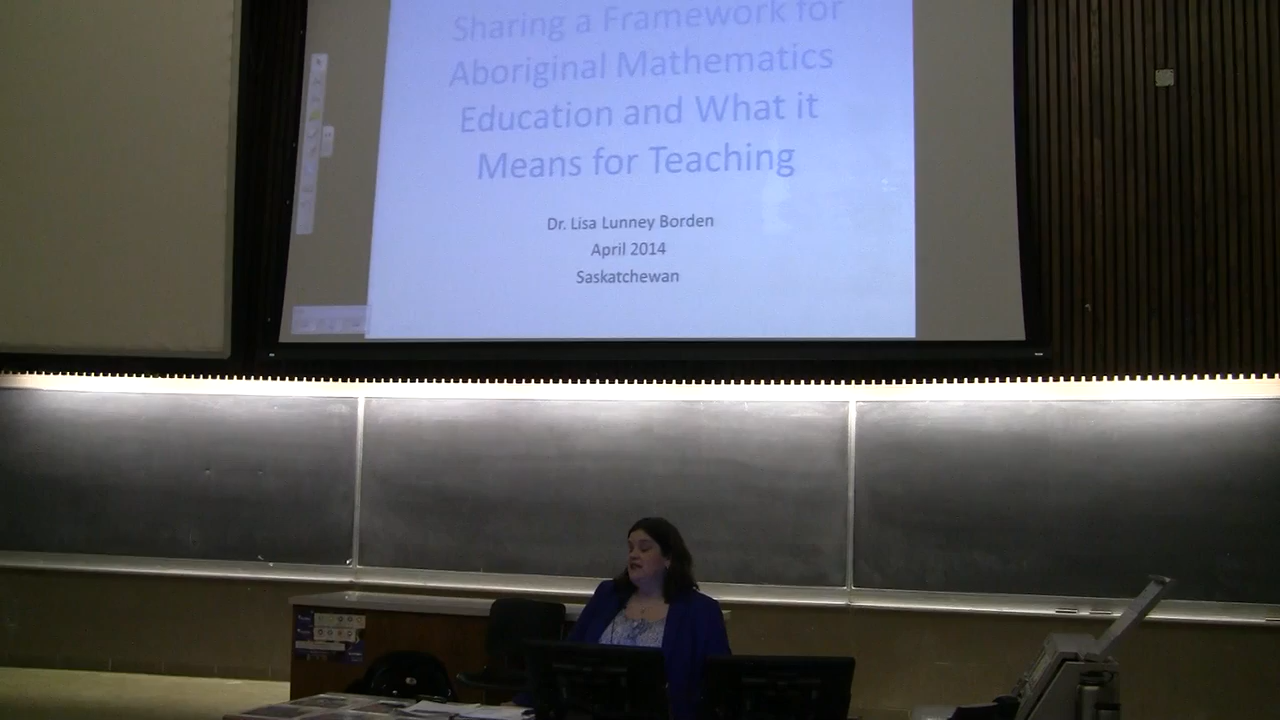 Sharing a Framework for
Aboriginal Mathematics
Education and What it
Means for Teaching
Dr. Lisa Lunney Borden
April 2014
Saskatchewan